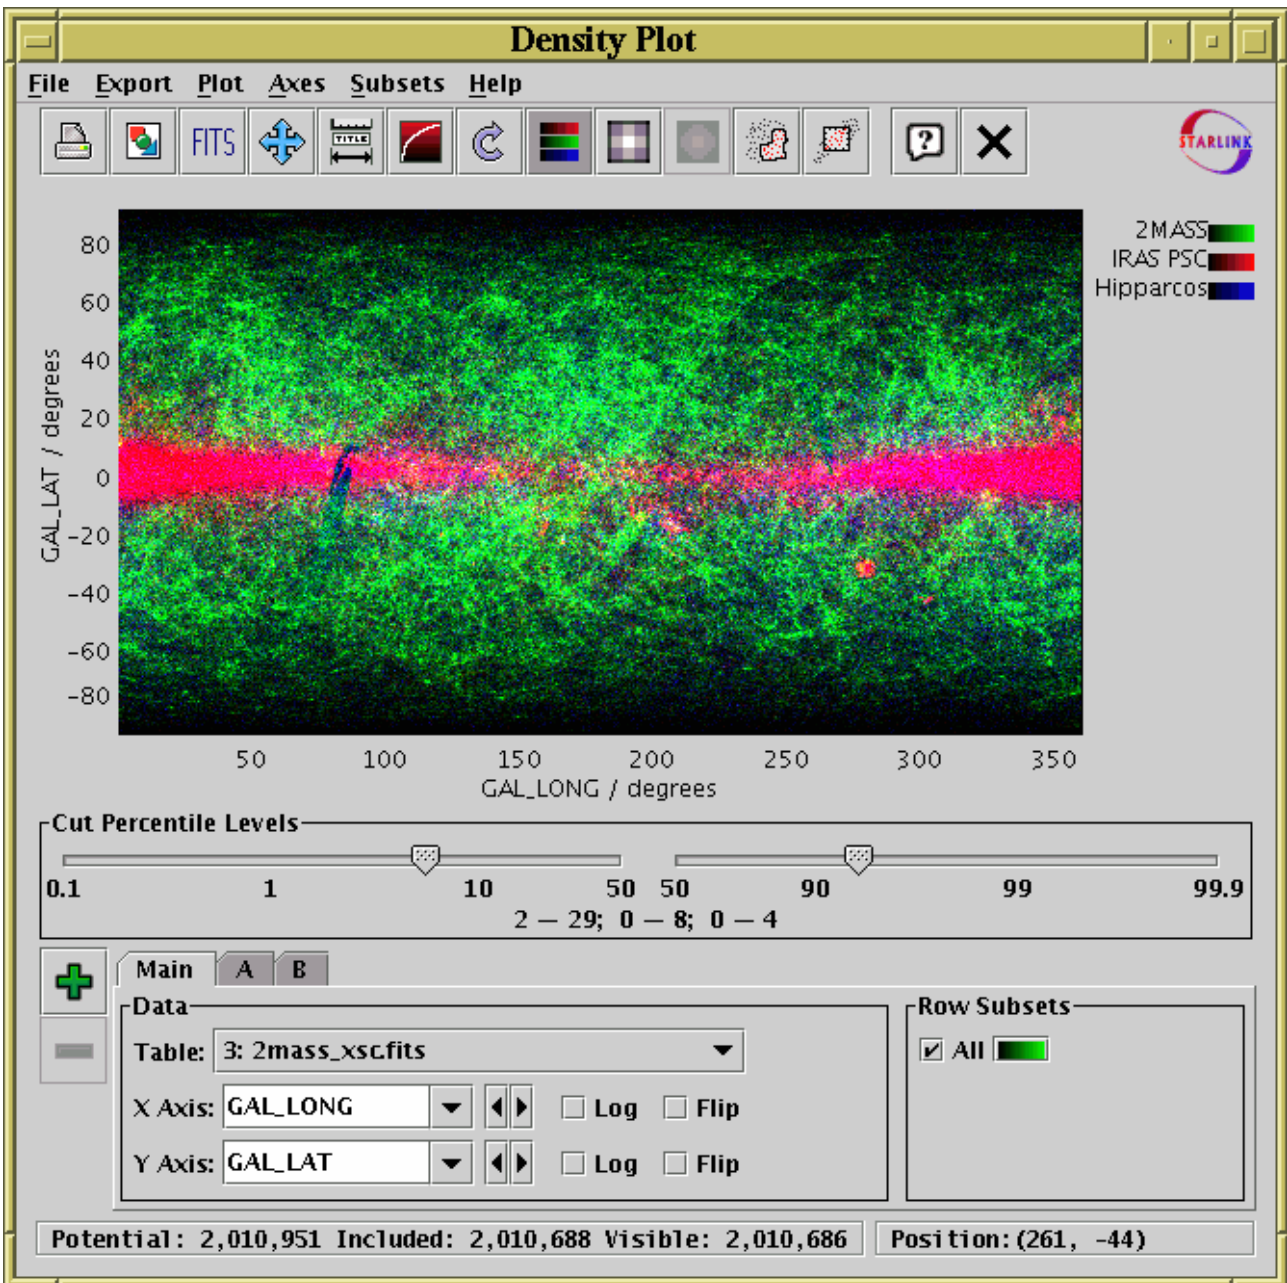 Density Plot
File Export Plot Axes Subsets Help
FITS TITLE ? STARLINK
2MASS
IRAS PSC
Hipparcos
80
60
40
20
0
-20
-40
-60
-80
GAL_LAT / degrees
50 100 150 200 250 300 350
GAL_LONG / degrees
Cut Percentile Levels
0.1 1 10 50 50 90 99 99.9
2 — 29; 0 — 8; 0 — 4
Main A B
Data
Table: 3: 2mass_xsc.fits
X Axis: GAL_LONG Log Flip
Y Axis: GAL_LAT Log Flip
Row Subsets
All
Potential: 2,010,951 Included: 2,010,688 Visible: 2,010,686 Position:(261, -44)